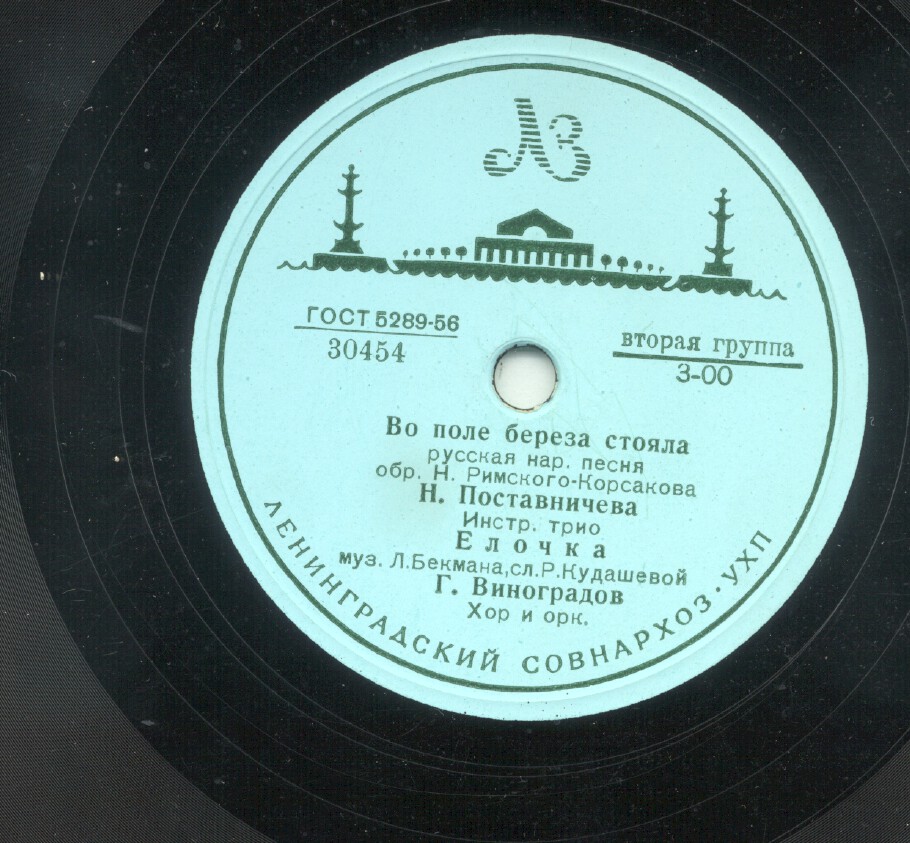 ЛЗ
ГОСТ 5289-56
30454
вторая группа
3-00
Во поле береза стояла
русская нар. песня
обр. Н. Римского-Корсакова
Н. Поставничева
Инстр. трио
Елочка
муз. Л.Бекмана,сл.Р.Кудашевой
Г. Виноградов
Хор и орк.
ЛЕНИНГРАДСКИЙ СОВНАРХОЗ·УХП